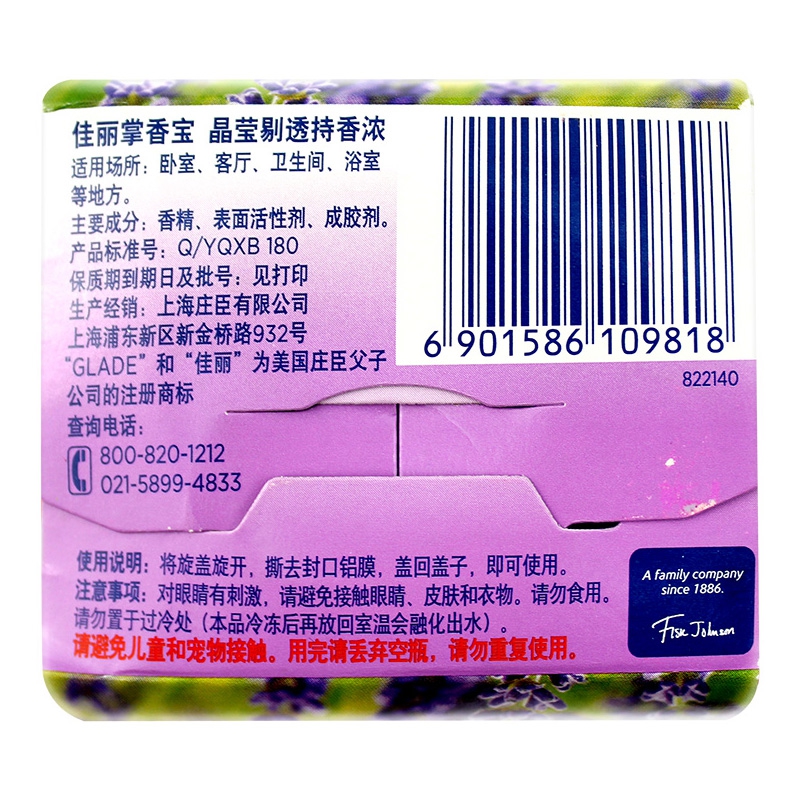 佳丽掌香宝 晶莹剔透持香浓
适用场所：卧室、客厅、卫生间、浴室
等地方。
主要成分：香精、表面活性剂、成胶剂。
产品标准号：Q/YQXB 180
保质期到期日及批号：见打印
生产经销：上海庄臣有限公司
上海浦东新区新金桥路932号
“GLADE”和“佳丽”为美国庄臣父子
公司的注册商标
查询电话：
800-820-1212
021-5899-4833
6 901586 109818
822140
使用说明：将旋盖旋开，撕去封口铝膜，盖回盖子，即可使用。
注意事项：对眼睛有刺激，请避免接触眼睛、皮肤和衣物。请勿食用。
请勿置于过冷处（本品冷冻后再放回室温会融化出水）。
请避免儿童和宠物接触。用完请丢弃空瓶，请勿重复使用。
A family company
since 1886.
Fisk Johnson